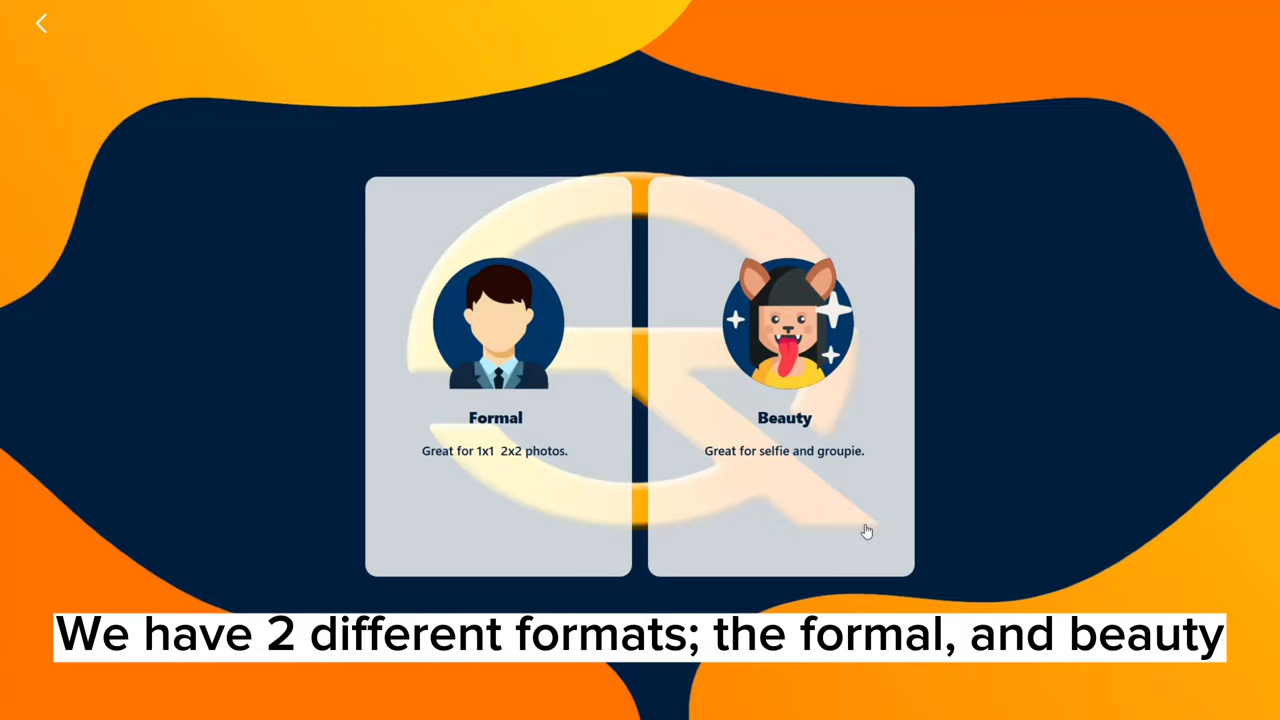 Formal
Great for 1x1  2x2 photos.
Beauty
Great for selfie and groupie.
We have 2 different formats; the formal, and beauty